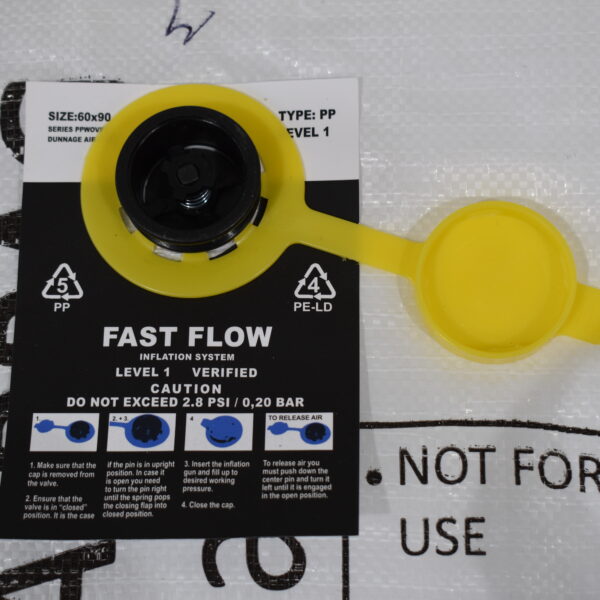 SIZE:60x90
SERIES PPWOVE
DUNNAGE AIR
TYPE: PP
LEVEL 1
5
PP
4
PE-LD
FAST FLOW
INFLATION SYSTEM
LEVEL 1 VERIFIED
CAUTION
DO NOT EXCEED 2.8 PSI / 0,20 BAR
1.
2. + 3.
4
TO RELEASE AIR
1. Make sure that the
cap is removed from
the valve.
2. Ensure that the
valve is in "closed"
position. It is the case
if the pin is in upright
position. In case it
is open you need
to turn the pin right
until the spring pops
the closing flap into
closed position.
3. Insert the inflation
gun and fill up to
desired working
pressure.
4. Close the cap.
To release air you
must push down the
center pin and turn it
left until it is engaged
in the open position.
• NOT FOR
USE